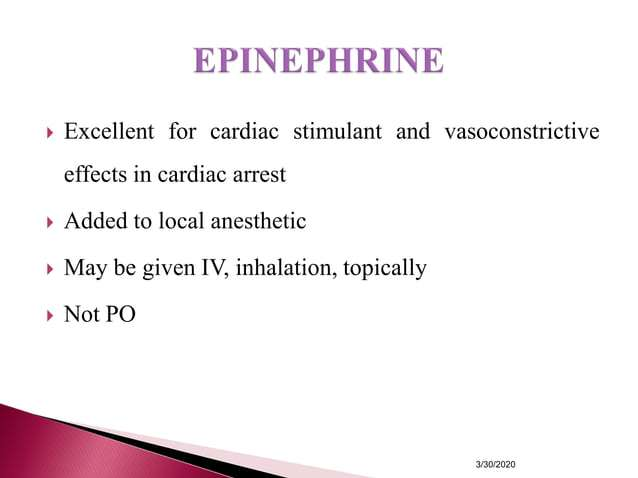 EPINEPHRINE
Excellent for cardiac stimulant and vasoconstrictive
effects in cardiac arrest
Added to local anesthetic
May be given IV, inhalation, topically
Not PO
3/30/2020